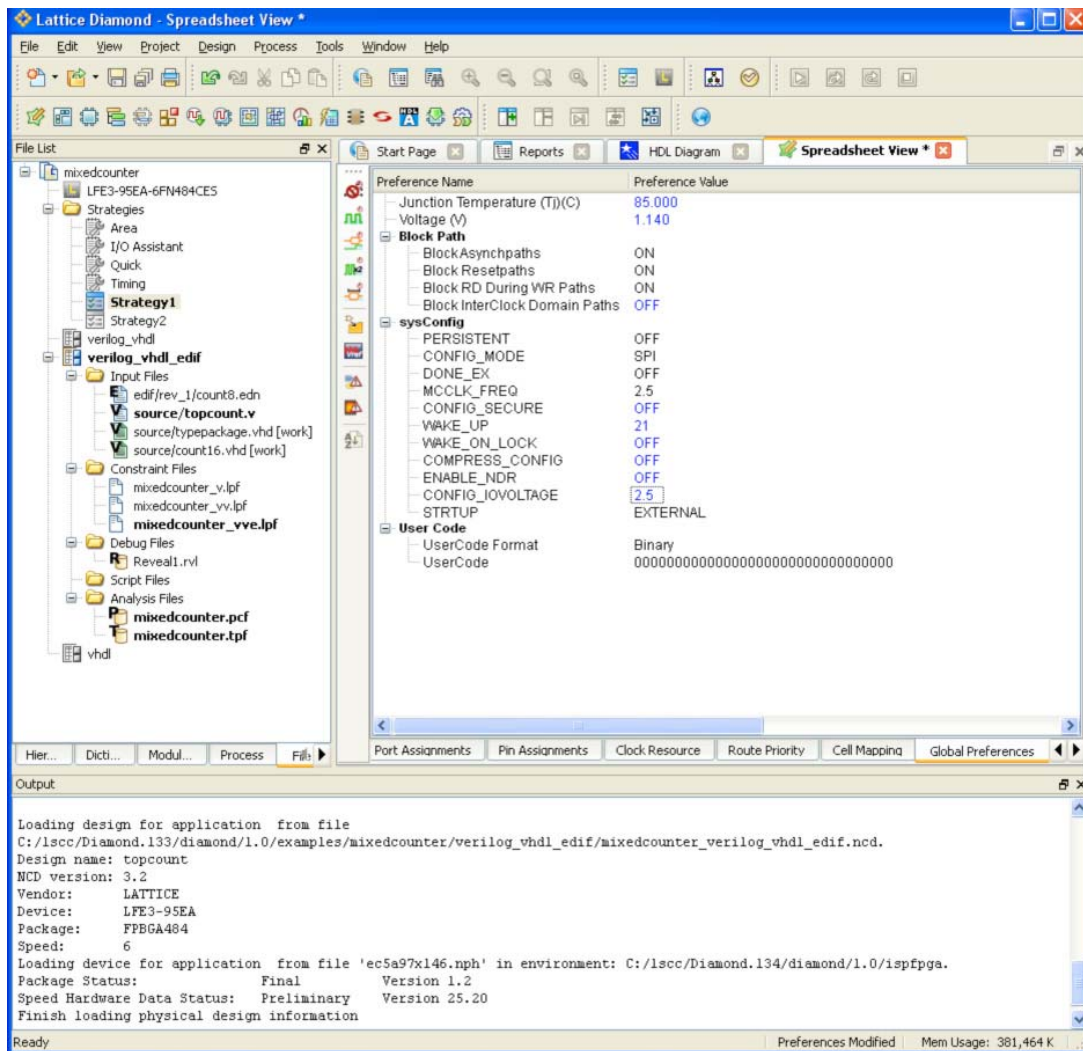 Lattice Diamond - Spreadsheet View *
File Edit View Project Design Process Tools Window Help
File List
mixedcounter
LFE3-95EA-6FN484CES
Strategies
Area
I/O Assistant
Quick
Timing
Strategy1
Strategy2
verilog_vhdl
verilog_vhdl_edif
Input Files
edif/rev_1/count8.edn
source/topcount.v
source/typepackage.vhd [work]
source/count16.vhd [work]
Constraint Files
mixedcounter_v.lpf
mixedcounter_vv.lpf
mixedcounter_vve.lpf
Debug Files
Reveal1.rvl
Script Files
Analysis Files
mixedcounter.pcf
mixedcounter.tpf
vhdl
Hier... Dicti... Modul... Process
Start Page Reports HDL Diagram Spreadsheet View *
Preference Name Preference Value
Junction Temperature (Tj)(C) 85.000
Voltage (V) 1.140
Block Path
Block Asynchpaths ON
Block Resetpaths ON
Block RD During WR Paths ON
Block InterClock Domain Paths OFF
sysConfig
PERSISTENT OFF
CONFIG_MODE SPI
DONE_EX OFF
MCCLK_FREQ 2.5
CONFIG_SECURE OFF
WAKE_UP 21
WAKE_ON_LOCK OFF
COMPRESS_CONFIG OFF
ENABLE_NDR OFF
CONFIG_IOVOLTAGE 2.5
STRTUP EXTERNAL
User Code
UserCode Format Binary
UserCode 00000000000000000000000000000000
Port Assignments Pin Assignments Clock Resource Route Priority Cell Mapping Global Preferences
Output
Loading design for application from file
C:/lscc/Diamond.133/diamond/1.0/examples/mixedcounter/verilog_vhdl_edif/mixedcounter_verilog_vhdl_edif.ncd.
Design name: topcount
NCD version: 3.2
Vendor: LATTICE
Device: LFE3-95EA
Package: FPBGA484
Speed: 6
Loading device for application from file 'ec5a97x146.nph' in environment: C:/lscc/Diamond.134/diamond/1.0/ispfpga.
Package Status: Final Version 1.2
Speed Hardware Data Status: Preliminary Version 25.20
Finish loading physical design information
Ready Preferences Modified Mem Usage: 381,464 K